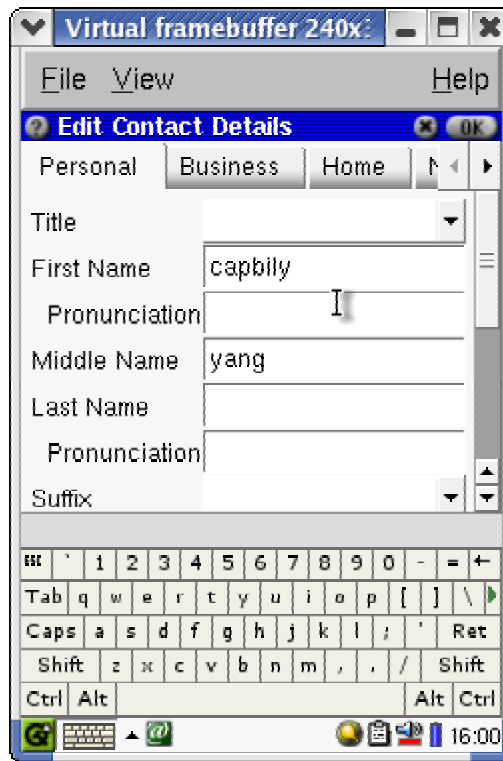 Virtual framebuffer 240x
File View Help
Edit Contact Details OK
Personal Business Home
Title
First Name capbily
Pronunciation
Middle Name yang
Last Name
Pronunciation
Suffix
ESC ` 1 2 3 4 5 6 7 8 9 0 - = ←
Tab q w e r t y u i o p [ ] \
Caps a s d f g h j k l ; ' Ret
Shift z x c v b n m , . / Shift
Ctrl Alt Alt Ctrl
16:00